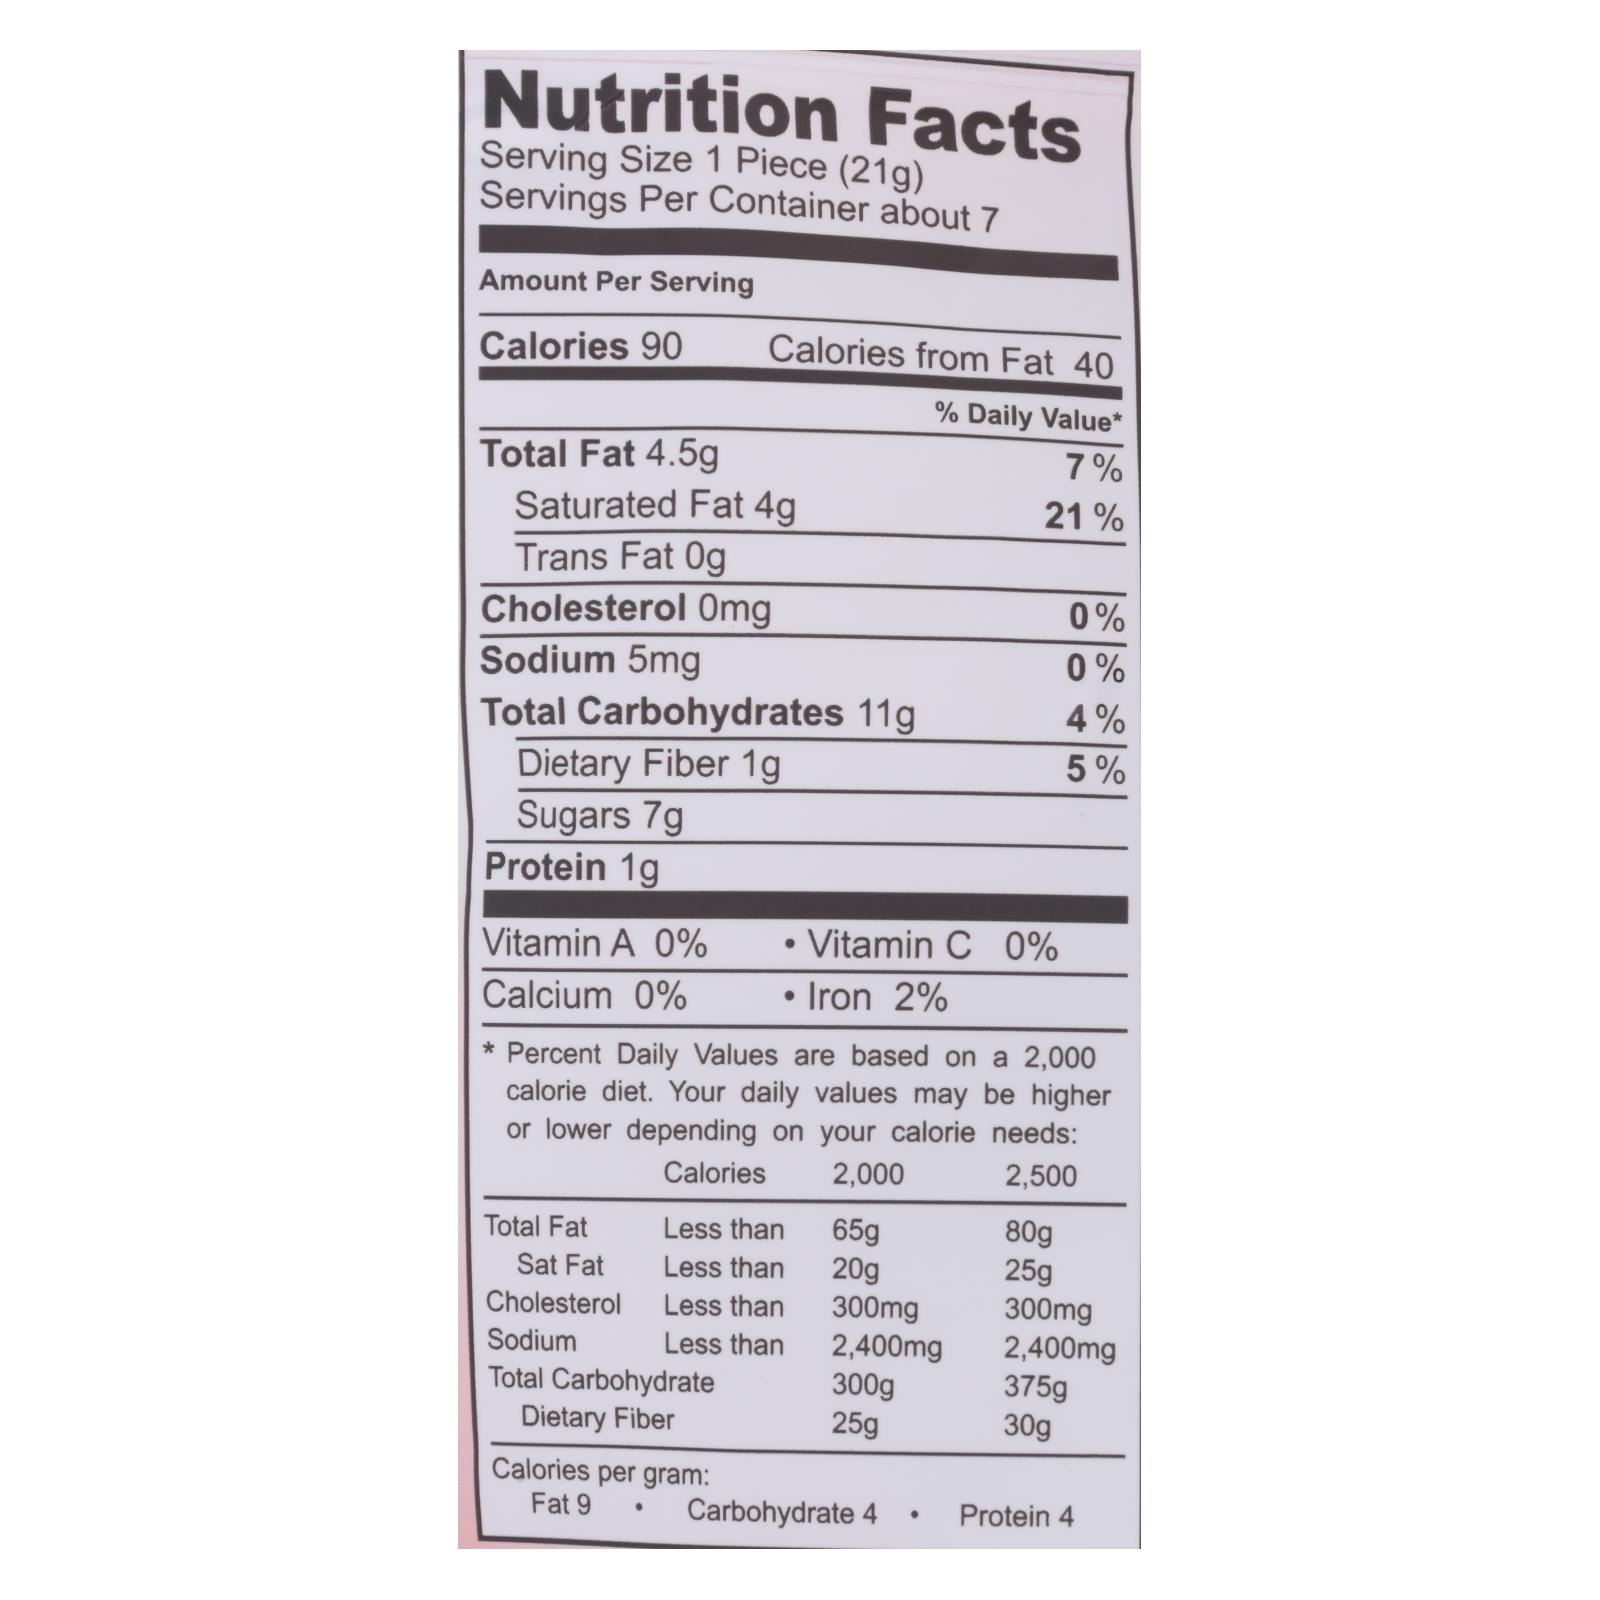 Nutrition Facts
Serving Size 1 Piece (21g)
Servings Per Container about 7
Amount Per Serving
Calories 90 Calories from Fat 40
% Daily Value*
Total Fat 4.5g 7 %
Saturated Fat 4g 21 %
Trans Fat 0g
Cholesterol 0mg 0 %
Sodium 5mg 0 %
Total Carbohydrates 11g 4 %
Dietary Fiber 1g 5 %
Sugars 7g
Protein 1g
Vitamin A 0% • Vitamin C 0%
Calcium 0% • Iron 2%
* Percent Daily Values are based on a 2,000
calorie diet. Your daily values may be higher
or lower depending on your calorie needs:
Calories 2,000 2,500
Total Fat Less than 65g 80g
Sat Fat Less than 20g 25g
Cholesterol Less than 300mg 300mg
Sodium Less than 2,400mg 2,400mg
Total Carbohydrate 300g 375g
Dietary Fiber 25g 30g
Calories per gram:
Fat 9 • Carbohydrate 4 • Protein 4